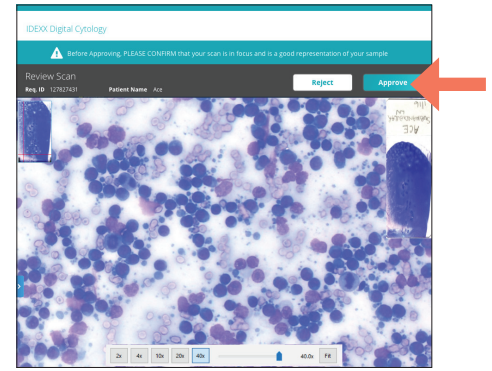 IDEXX Digital Cytology
Before Approving, PLEASE CONFIRM that your scan is in focus and is a good representation of your sample
Review Scan
Reject
Approve
Req. ID 127827431 Patient Name Ace
ACE
2x 4x 10x 20x 40x 40.0x Fit